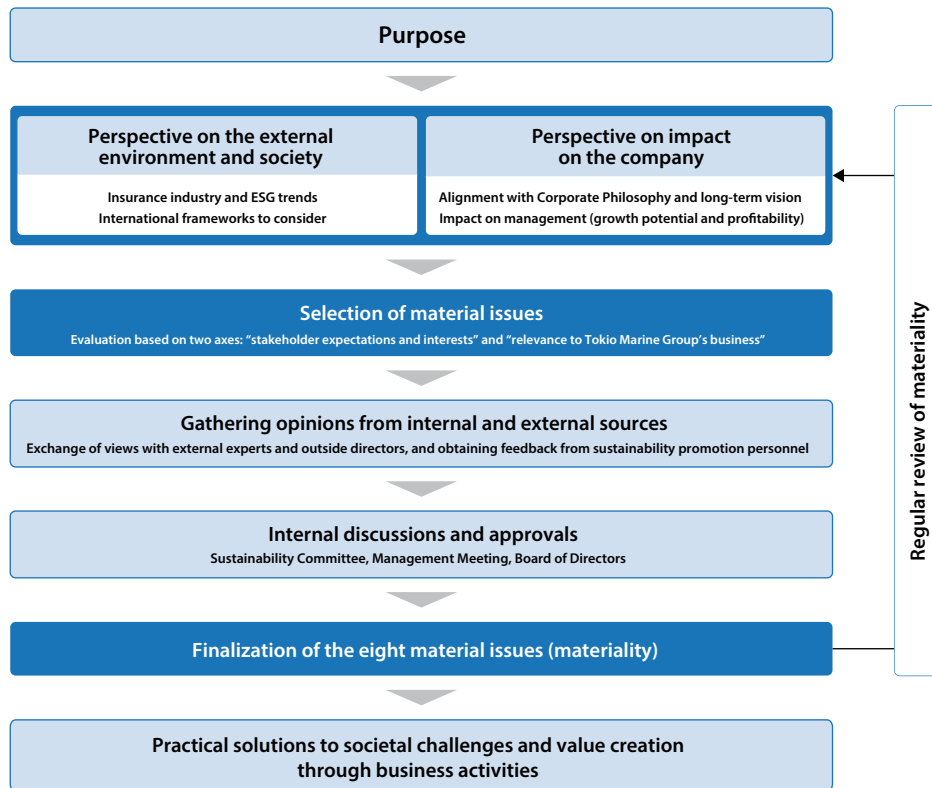 Purpose
Perspective on the external
environment and society
Insurance industry and ESG trends
International frameworks to consider
Perspective on impact
on the company
Alignment with Corporate Philosophy and long-term vision
Impact on management (growth potential and profitability)
Selection of material issues
Evaluation based on two axes: “stakeholder expectations and interests” and “relevance to Tokio Marine Group’s business”
Gathering opinions from internal and external sources
Exchange of views with external experts and outside directors, and obtaining feedback from sustainability promotion personnel
Internal discussions and approvals
Sustainability Committee, Management Meeting, Board of Directors
Finalization of the eight material issues (materiality)
Practical solutions to societal challenges and value creation
through business activities
Regular review of materiality